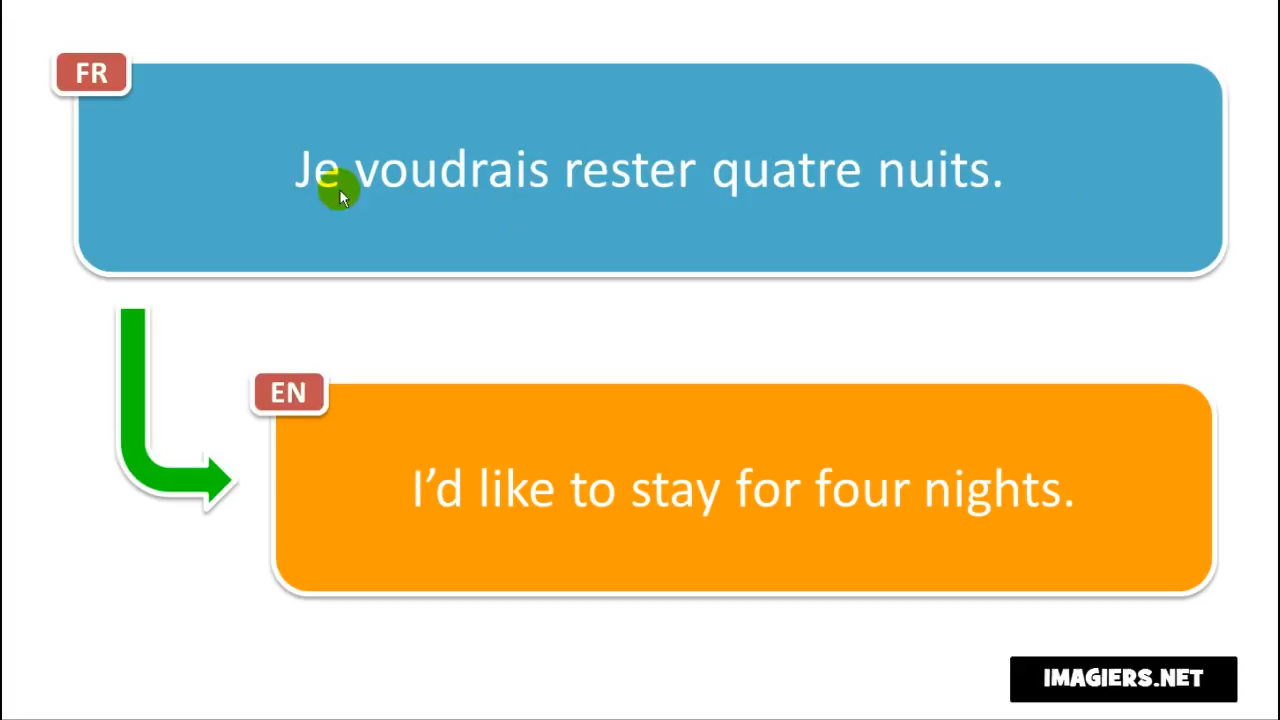 FR
Je voudrais rester quatre nuits.
EN
I’d like to stay for four nights.
IMAGIERS.NET